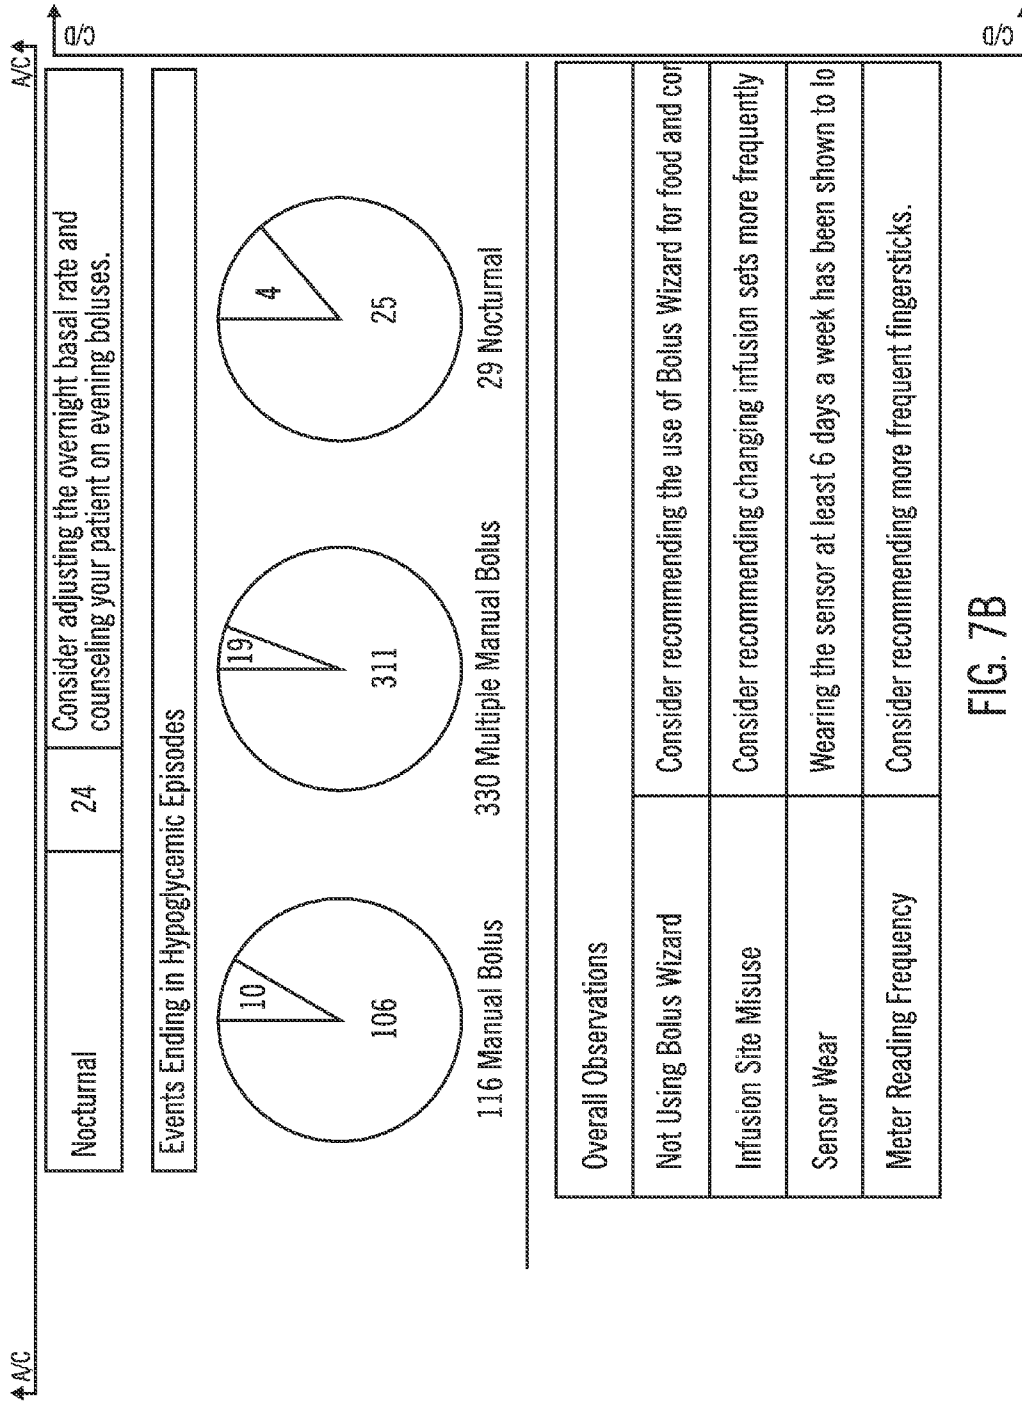 A/C
A/C
C/D
Nocturnal
24
Consider adjusting the overnight basal rate and
counseling your patient on evening boluses.
Events Ending in Hypoglycemic Episodes
10
106
116 Manual Bolus
19
311
330 Multiple Manual Bolus
4
25
29 Nocturnal
Overall Observations
Not Using Bolus Wizard
Consider recommending the use of Bolus Wizard for food and cor
Infusion Site Misuse
Consider recommending changing infusion sets more frequently
Sensor Wear
Wearing the sensor at least 6 days a week has been shown to lo
Meter Reading Frequency
Consider recommending more frequent fingersticks.
C/D
FIG. 7B